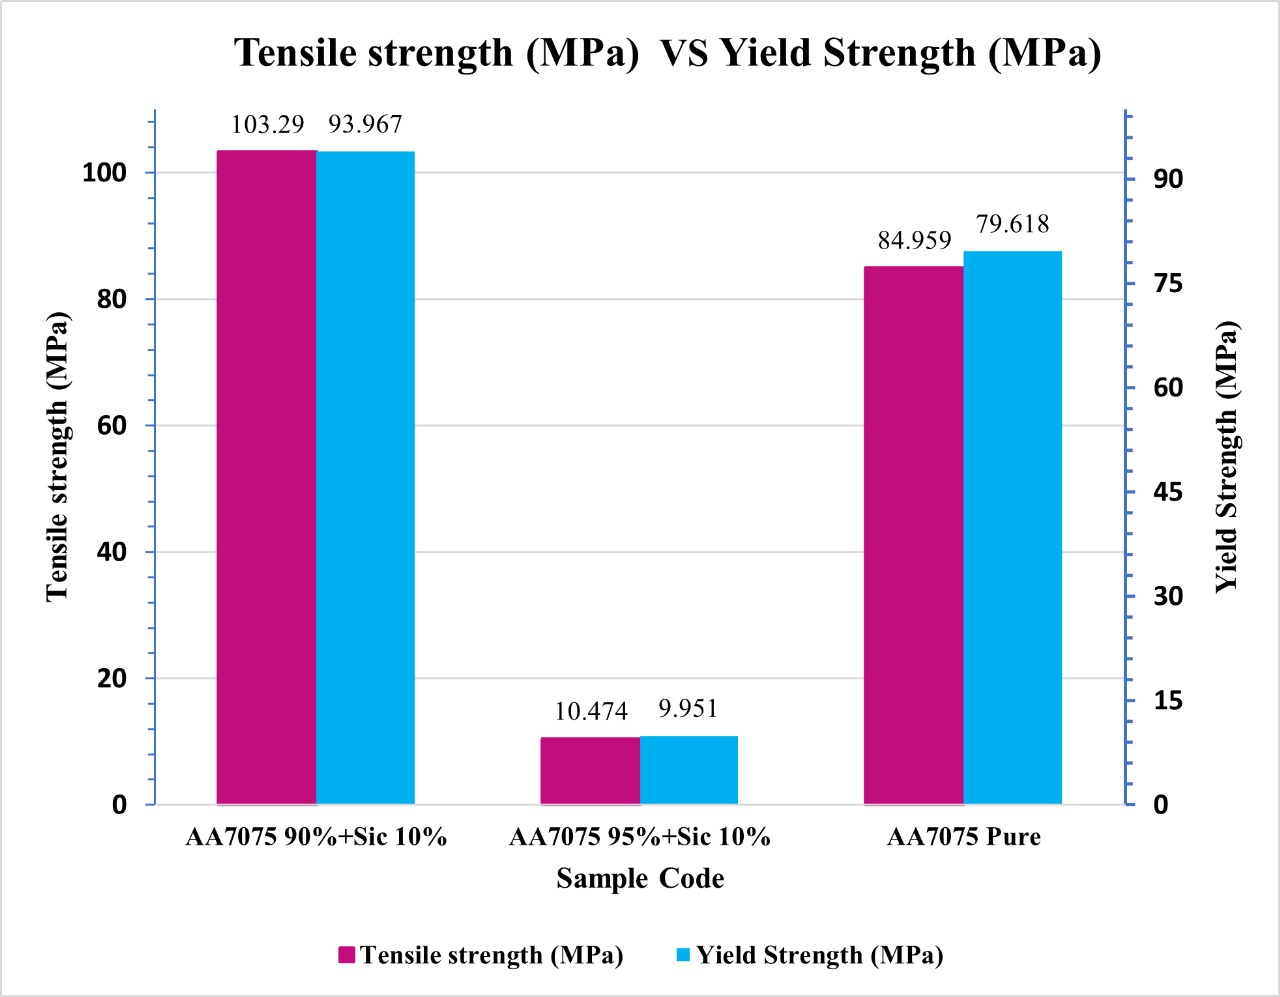 Tensile strength (MPa) VS Yield Strength (MPa)
103.29 93.967
10.474 9.951
84.959 79.618
Tensile strength (MPa)
100
80
60
40
20
0
90
75
60
45
30
15
0
Yield Strength (MPa)
AA7075 90%+Sic 10% AA7075 95%+Sic 10% AA7075 Pure
Sample Code
Tensile strength (MPa) Yield Strength (MPa)